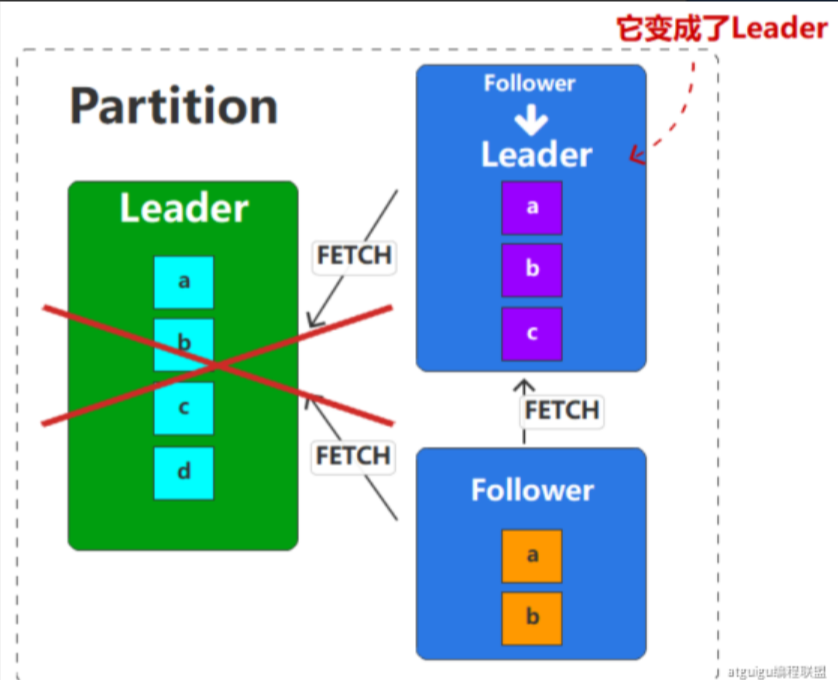 它变成了Leader
Partition
Leader
a
b
c
d
FETCH
FETCH
Follower
Leader
a
b
c
FETCH
Follower
a
b
atguigu编程联盟